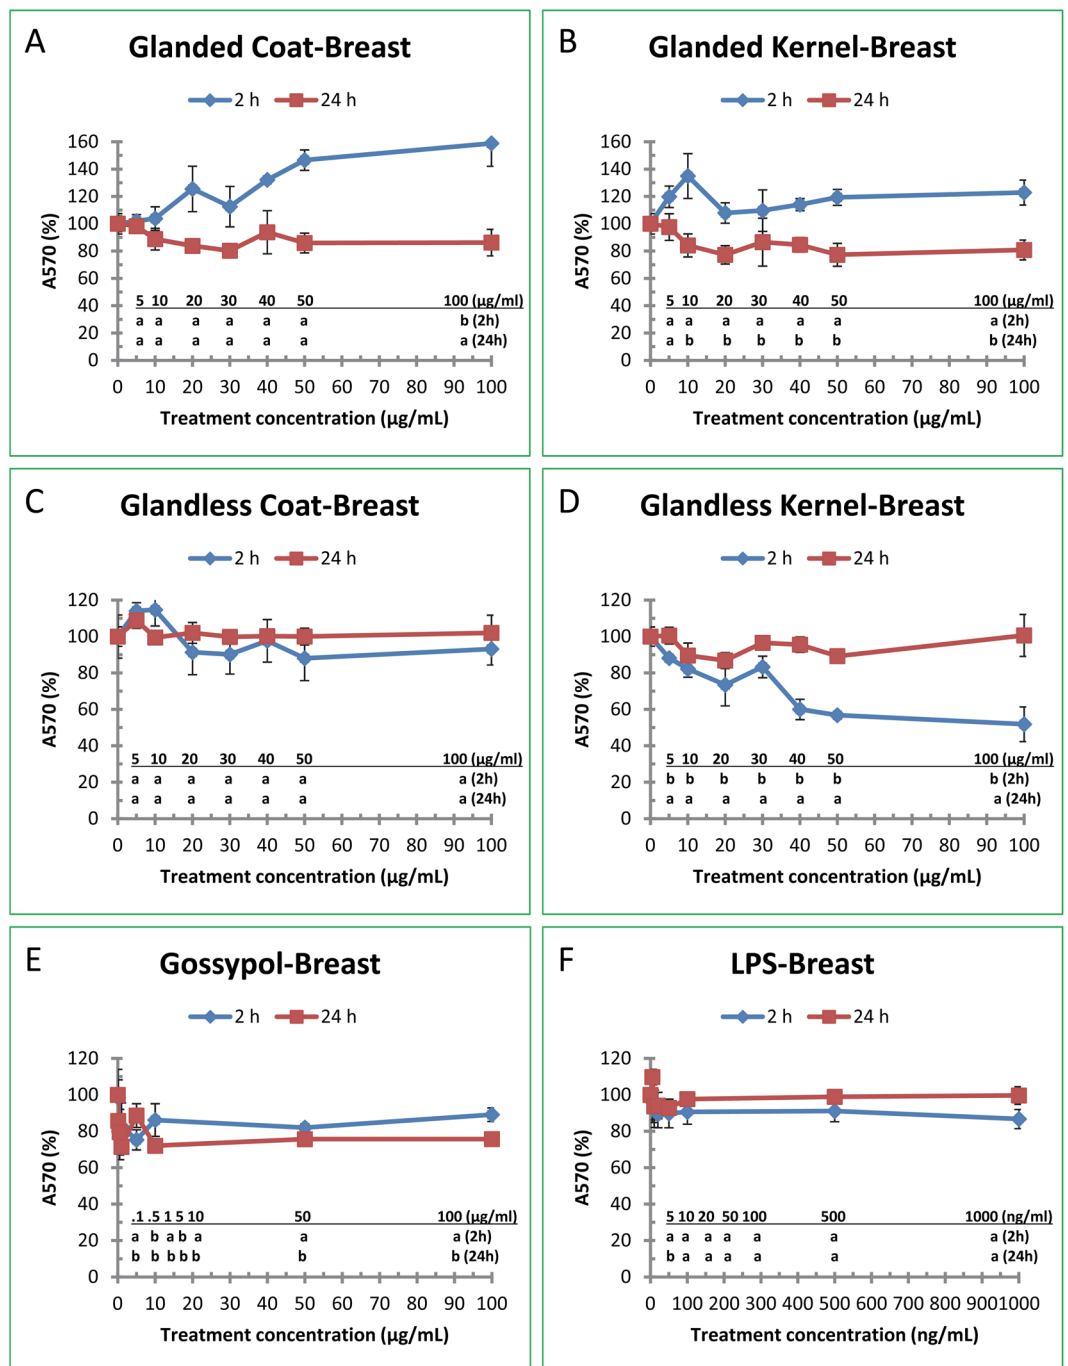 A
Glanded Coat-Breast
2 h 24 h
160
140
120
100
80
60
40
20
0
A570 (%)
5 10 20 30 40 50 100 (µg/ml)
a a a a a a b (2h)
a a a a a a a (24h)
0 10 20 30 40 50 60 70 80 90 100
Treatment concentration (µg/mL)
B
Glanded Kernel-Breast
2 h 24 h
160
140
120
100
80
60
40
20
0
A570 (%)
5 10 20 30 40 50 100 (µg/ml)
a a a a a a a (2h)
a b b b b b b (24h)
0 10 20 30 40 50 60 70 80 90 100
Treatment concentration (µg/mL)
C
Glandless Coat-Breast
2 h 24 h
120
100
80
60
40
20
0
A570 (%)
5 10 20 30 40 50 100 (µg/ml)
a a a a a a a (2h)
a a a a a a a (24h)
0 10 20 30 40 50 60 70 80 90 100
Treatment concentration (µg/mL)
D
Glandless Kernel-Breast
2 h 24 h
120
100
80
60
40
20
0
A570 (%)
5 10 20 30 40 50 100 (µg/ml)
b b b b b b b (2h)
a a a a a a a (24h)
0 10 20 30 40 50 60 70 80 90 100
Treatment concentration (µg/mL)
E
Gossypol-Breast
2 h 24 h
120
100
80
60
40
20
0
A570 (%)
.1 .5 1 5 10 50 100 (µg/ml)
a b a b a a a (2h)
b b b b b b b (24h)
0 10 20 30 40 50 60 70 80 90 100
Treatment concentration (µg/mL)
F
LPS-Breast
2 h 24 h
120
100
80
60
40
20
0
A570 (%)
5 10 20 50 100 500 1000 (ng/ml)
a a a a a a a (2h)
b a a a a a a (24h)
0 100 200 300 400 500 600 700 800 9001000
Treatment concentration (ng/mL)